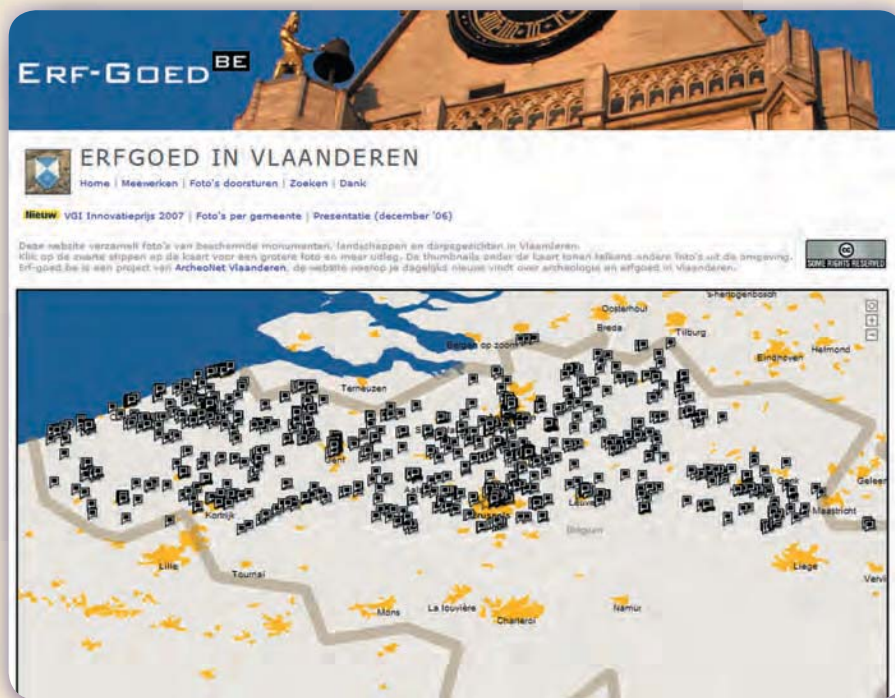 ERF-GOED BE
ERFGOED IN VLAANDEREN
Home | Meewerken | Foto's doorsturen | Zoeken | Dank
Nieuw VGI Innovatieprijs 2007 | Foto's per gemeente | Presentatie (december '06)
Deze website verzamelt foto's van beschermde monumenten, landschappen en dorpsgezichten in Vlaanderen.
Klik op de zwarte stippen op de kaart voor een grotere foto en meer uitleg. De thumbnails onder de kaart tonen telkens andere foto's uit de omgeving.
Erf-goed.be is een project van ArcheoNet Vlaanderen, de website waarop je dagelijks nieuws vindt over archeologie en erfgoed in Vlaanderen.
SOME RIGHTS RESERVED
's-hertogenbosch
Oosterhout
Breda
Tilburg
Bergen op zoom
Eindhoven
Helmond
Terneuzen
Geleen
Kortrijk
Maastricht
Belgium
Lille
Tournai
Liege
Mons
La louvière
Namur
Charleroi